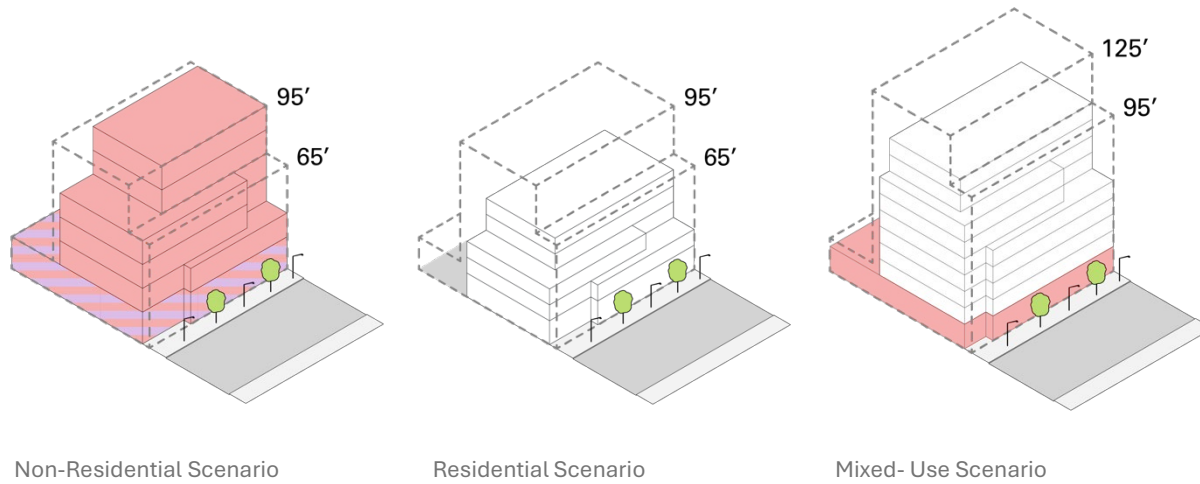 95’
65’
95’
65’
125’
95’
Non-Residential Scenario
Residential Scenario
Mixed- Use Scenario